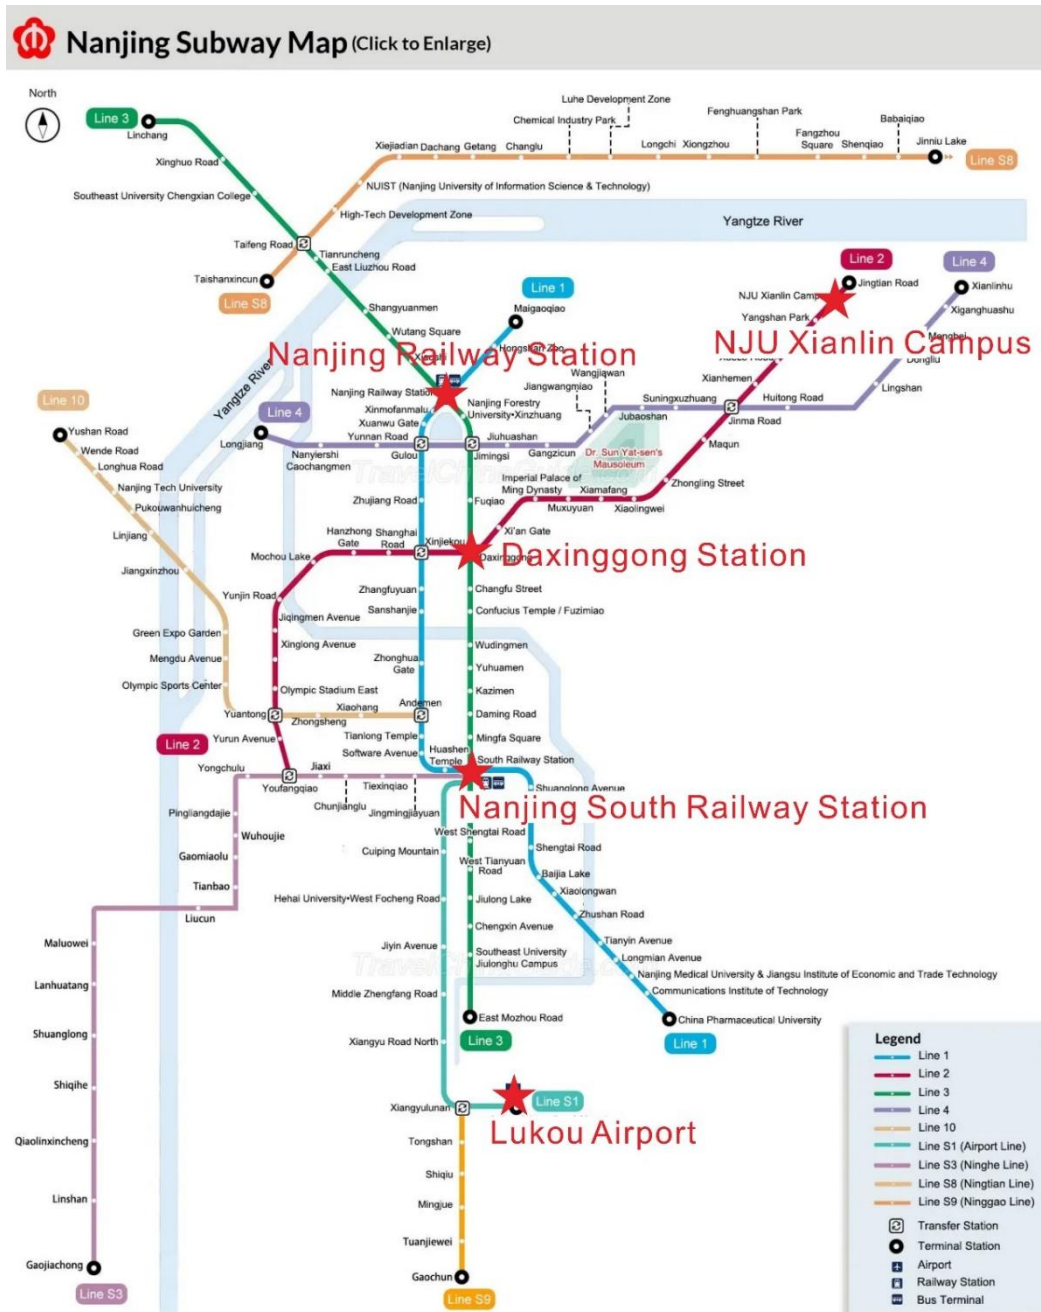 Nanjing Subway Map (Click to Enlarge)
North
Line 3
Linchang
Xinghuo Road
Southeast University Chengxian College
Taifeng Road
Tianruncheng
East Liuzhou Road
Taishanxincun
Line S8
Shangyuanmen
Wutang Square
Luhe Development Zone
Chemical Industry Park
Fenghuangshan Park
Babaiqiao
Xiejiadian
Dachang
Getang
Changlu
Longchi
Xiongzhou
Fangzhou
Square
Shenqiao
Jinniu Lake
Line S8
NUIST (Nanjing University of Information Science & Technology)
High-Tech Development Zone
Yangtze River
Line 1
Maigaoqiao
Hongshan Zoo
Line 2
Jingtian Road
NJU Xianlin Camp
Yangshan Park
NJU Xianlin Campus
Line 4
Xianlinhu
Xiganghuashu
Lingshan
Nanjing Railway Station
Nanjing Railway Station
Xinmofanmalu
Xuanwu Gate
Nanjing Forestry
University•Xinzhuang
Wangjiawan
Jiangwangmiao
Suningxuzhuang
Jubaoshan
Xianhemen
Huitong Road
Jinma Road
Maqun
Zhongling Street
Yangtze River
Line 10
Yushan Road
Wende Road
Longhua Road
Nanjing Tech University
Pukouwanhuicheng
Linjiang
Jiangxinzhou
Green Expo Garden
Mengdu Avenue
Olympic Sports Center
Line 4
Longjiang
Nanyiershi
Caochangmen
Yunnan Road
Gulou
Jimingsi
Jiuhuashan
Gangzicun
Dr. Sun Yat-sen's
Mausoleum
Imperial Palace of
Ming Dynasty
Muxuyuan
Xiamafang
Xiaolingwei
Zhujiang Road
Fuqiao
Xi'an Gate
Hanzhong
Gate
Shanghai
Road
Xinjiekou
Daxinggong
Daxinggong Station
Mochou Lake
Yunjin Road
Jiqingmen Avenue
Xinglong Avenue
Olympic Stadium East
Zhangfuyuan
Sanshanjie
Zhonghua
Gate
Changfu Street
Confucius Temple / Fuzimiao
Wudingmen
Yuhuamen
Kazimen
Daming Road
Mingfa Square
Yuantong
Zhongsheng
Xiaohang
Andemen
Line 2
Yurun Avenue
Tianlong Temple
Software Avenue
Huashen
Temple
South Railway Station
Shuanglong Avenue
Nanjing South Railway Station
Yongchulu
Youfangqiao
Jiaxi
Chunjianglu
Tiexinqiao
Jingmingjiayuan
Pingliangdajie
Wuhoujie
Gaomiaolu
Tianbao
Liucun
Maluowei
Lanhuatang
Shuanglong
Shiqihe
Qiaolinxincheng
Linshan
Gaojiachong
Line S3
West Shengtai Road
West Tianyuan
Road
Jiulong Lake
Chengxin Avenue
Southeast University
Jiulonghu Campus
East Mozhou Road
Line 3
Cuiping Mountain
Hehai University•West Focheng Road
Jiyin Avenue
Middle Zhengfang Road
Xiangyu Road North
Xiangyulunan
Line S1
Lukou Airport
Tongshan
Shiqiu
Mingjue
Tuanjiewei
Gaochun
Line S9
Shengtai Road
Baijia Lake
Xiaolongwan
Zhushan Road
Tianyin Avenue
Longmian Avenue
Nanjing Medical University & Jiangsu Institute of Economic and Trade Technology
Communications Institute of Technology
China Pharmaceutical University
Line 1
Legend
Line 1
Line 2
Line 3
Line 4
Line 10
Line S1 (Airport Line)
Line S3 (Ninghe Line)
Line S8 (Ningtian Line)
Line S9 (Ninggao Line)
Transfer Station
Terminal Station
Airport
Railway Station
Bus Terminal